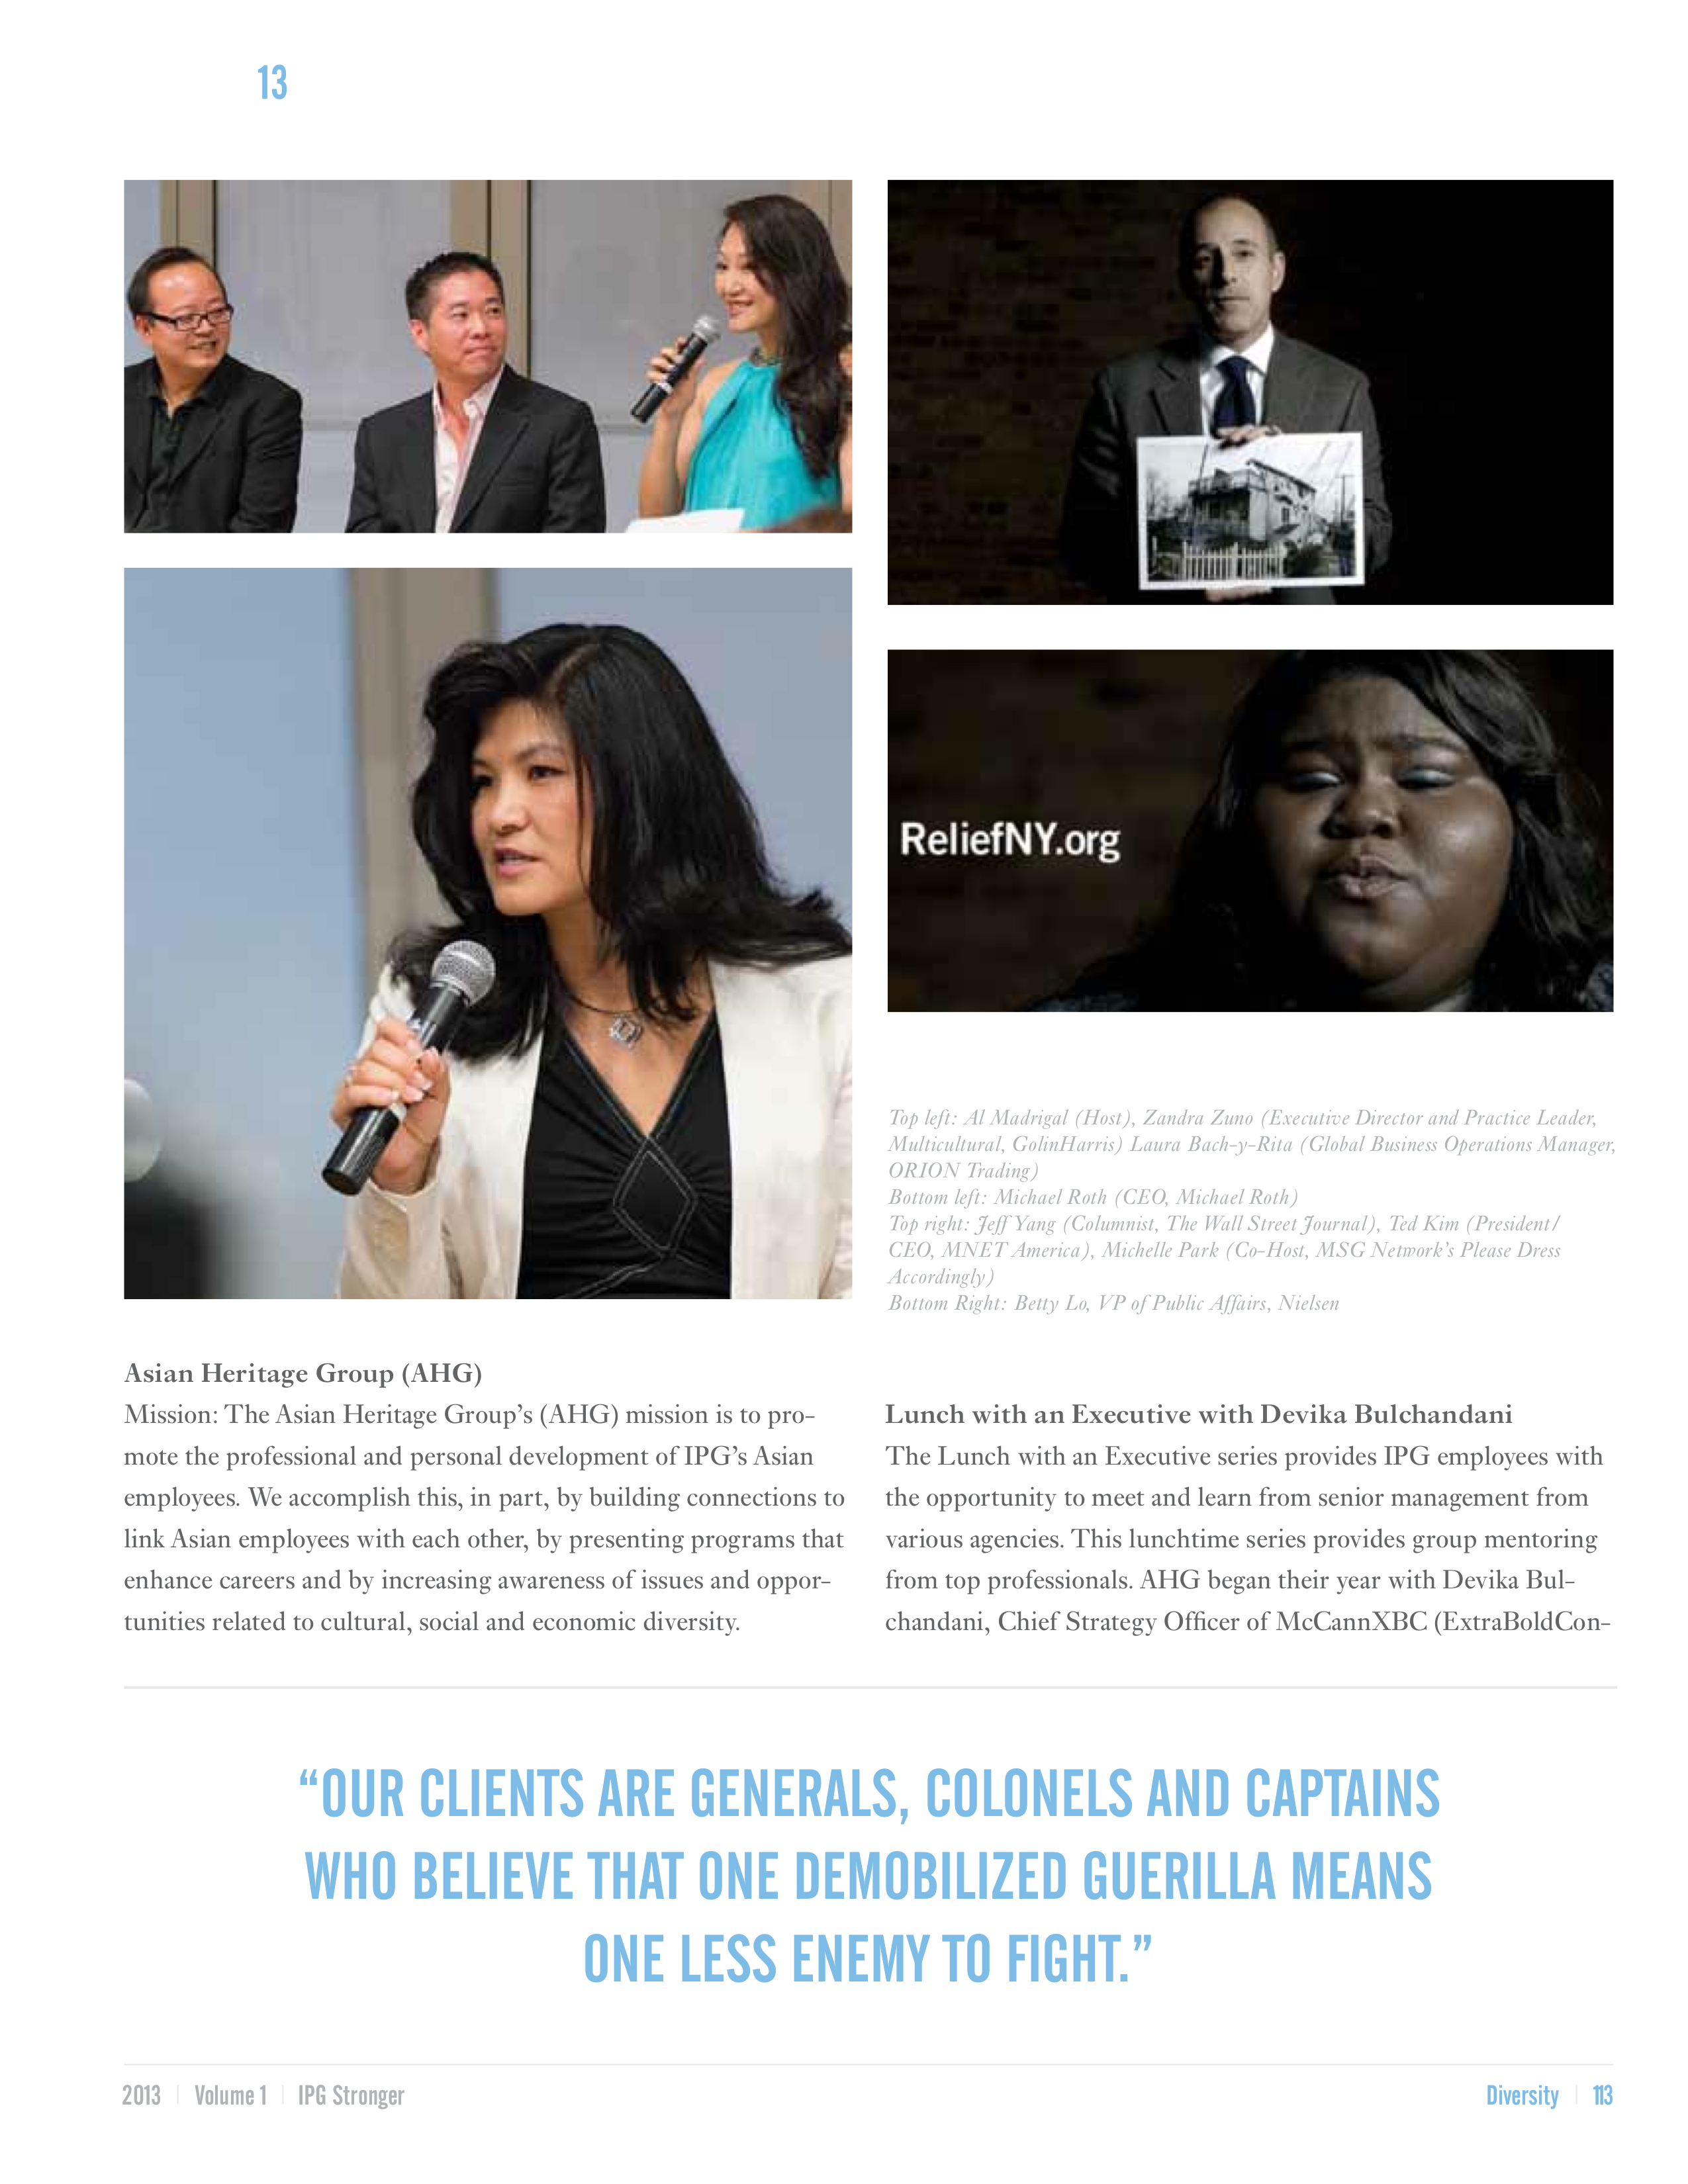 13
ReliefNY.org
Top left: Al Madrigal (Host), Zandra Zuno (Executive Director and Practice Leader,
Multicultural, GolinHarris) Laura Bach-y-Rita (Global Business Operations Manager,
ORION Trading)
Bottom left: Michael Roth (CEO, Michael Roth)
Top right: Jeff Yang (Columnist, The Wall Street Journal), Ted Kim (President/
CEO, MNET America), Michelle Park (Co-Host, MSG Network’s Please Dress
Accordingly)
Bottom Right: Betty Lo, VP of Public Affairs, Nielsen
Asian Heritage Group (AHG)
Mission: The Asian Heritage Group’s (AHG) mission is to pro-
mote the professional and personal development of IPG’s Asian
employees. We accomplish this, in part, by building connections to
link Asian employees with each other, by presenting programs that
enhance careers and by increasing awareness of issues and oppor-
tunities related to cultural, social and economic diversity.
Lunch with an Executive with Devika Bulchandani
The Lunch with an Executive series provides IPG employees with
the opportunity to meet and learn from senior management from
various agencies. This lunchtime series provides group mentoring
from top professionals. AHG began their year with Devika Bul-
chandani, Chief Strategy Officer of McCannXBC (ExtraBoldCon-
“OUR CLIENTS ARE GENERALS, COLONELS AND CAPTAINS
WHO BELIEVE THAT ONE DEMOBILIZED GUERILLA MEANS
ONE LESS ENEMY TO FIGHT.”
2013 | Volume 1 | IPG Stronger
Diversity | 113